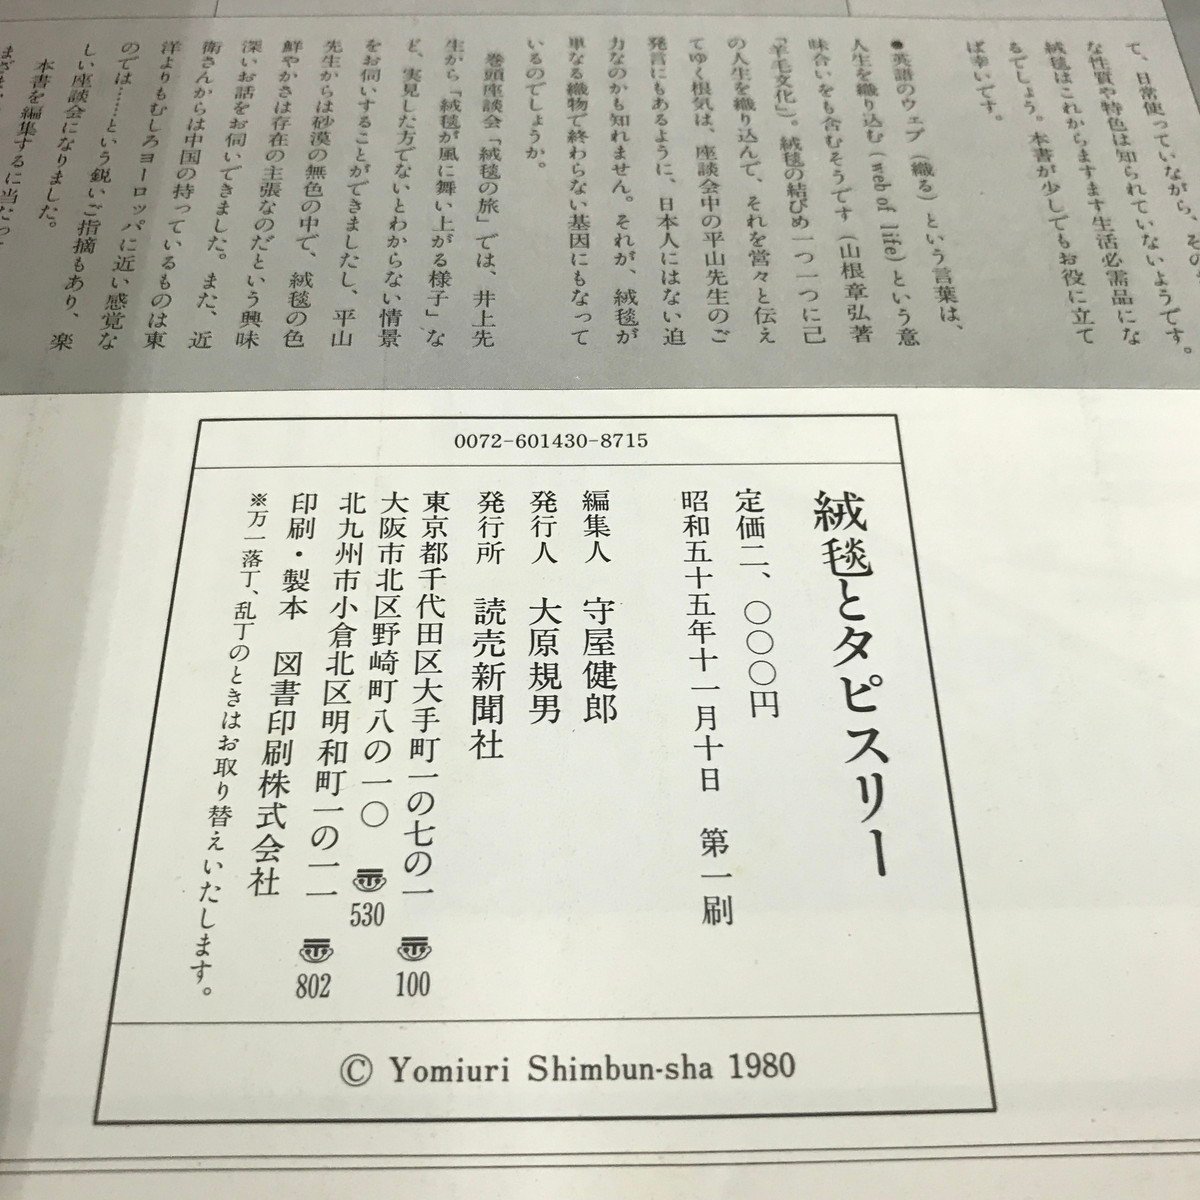 て、日常使っていながら、その
な性質や特色は知られていないようです。
絨毯はこれからますます生活必需品にな
るでしょう。本書が少しでもお役に立て
ば幸いです。
●英語のウェブ（織る）という言葉は、
人生を織り込む（web of life）という意
味合いをも含むそうです（山根章弘著
「羊毛文化」）。絨毯の結びめ一つ一つに己
の人生を織り込んで、それを営々と伝え
てゆく根気は、座談会中の平山先生のご
発言にもあるように、日本人にはない迫
力なのかも知れません。それが、絨毯が
単なる織物で終わらない基因にもなって
いるのでしょうか。
巻頭座談会「絨毯の旅」では、井上先
生から「絨毯が風に舞い上がる様子」な
ど、実見した方でないとわからない情景
をお伺いすることができましたし、平山
先生からは砂漠の無色の中で、絨毯の色
鮮やかさは存在の主張なのだという興味
深いお話をお伺いできました。また、近
衛さんからは中国の持っているものは東
洋よりもむしろヨーロッパに近い感覚な
のでは……という鋭いご指摘もあり、楽
しい座談会になりました。
本書を編集するに当たって
0072-601430-8715
絨毯とタピスリー
定価二、〇〇〇円
昭和五十五年十一月十日 第一刷
編集人 守屋健郎
発行人 大原規男
発行所 読売新聞社
東京都千代田区大手町一の七の一 〠100
大阪市北区野崎町八の一〇 〠530
北九州市小倉北区明和町一の一一 〠802
印刷・製本 図書印刷株式会社
※万一落丁、乱丁のときはお取り替えいたします。
© Yomiuri Shimbun-sha 1980